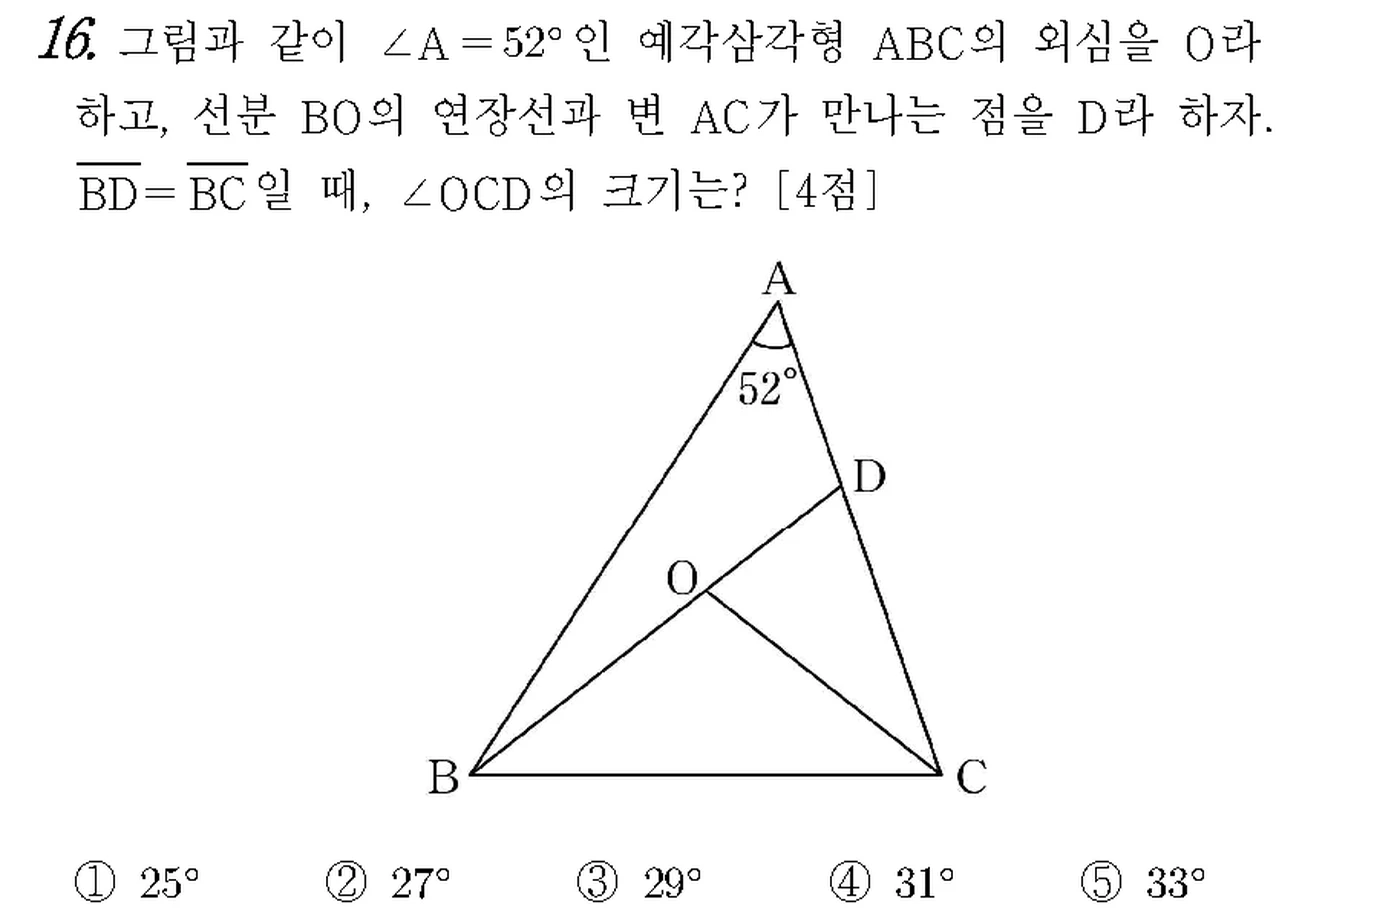 16. 그림과 같이 ∠A=52°인 예각삼각형 ABC의 외심을 O라
하고, 선분 BO의 연장선과 변 AC가 만나는 점을 D라 하자.
B̅D̅=B̅C̅일 때, ∠OCD의 크기는? [4점]
A
52°
D
O
B
C
① 25° ② 27° ③ 29° ④ 31° ⑤ 33°